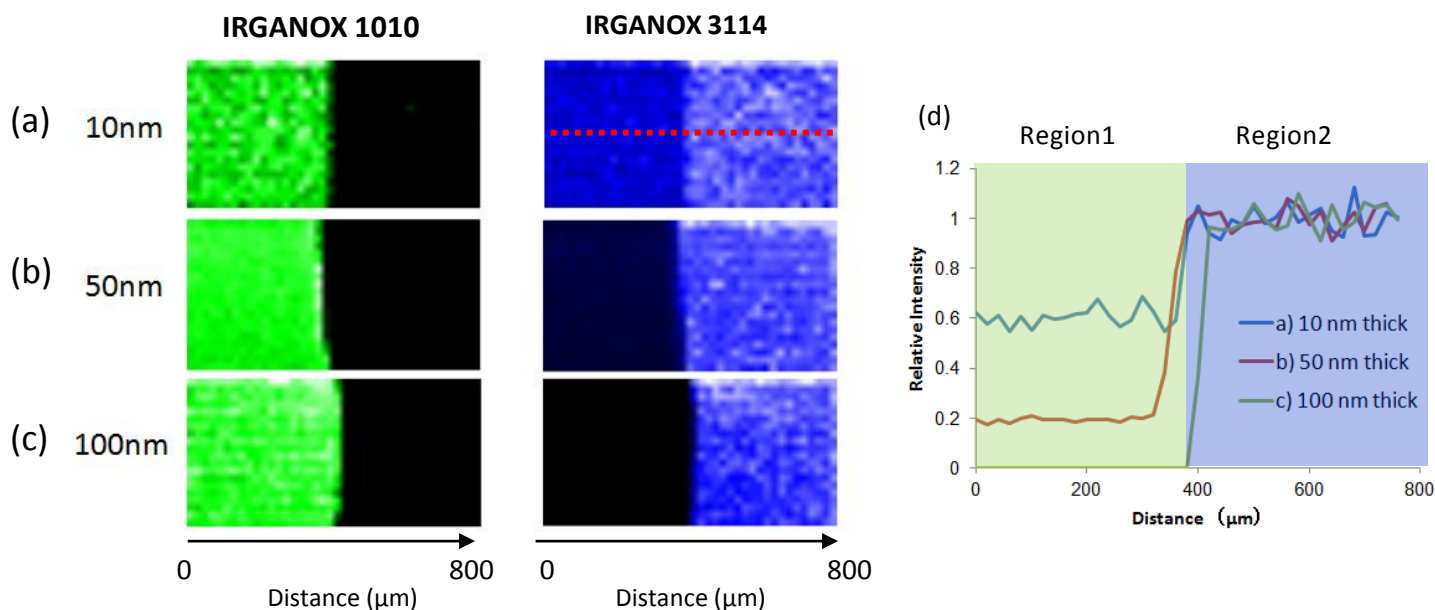 IRGANOX 1010
IRGANOX 3114
(a)
10nm
(b)
50nm
(c)
100nm
0
800
Distance (μm)
0
800
Distance (μm)
(d)
Region1
Region2
Relative Intensity
1.2
1
0.8
0.6
0.4
0.2
0
a) 10 nm thick
b) 50 nm thick
c) 100 nm thick
0
200
400
600
800
Distance (μm)